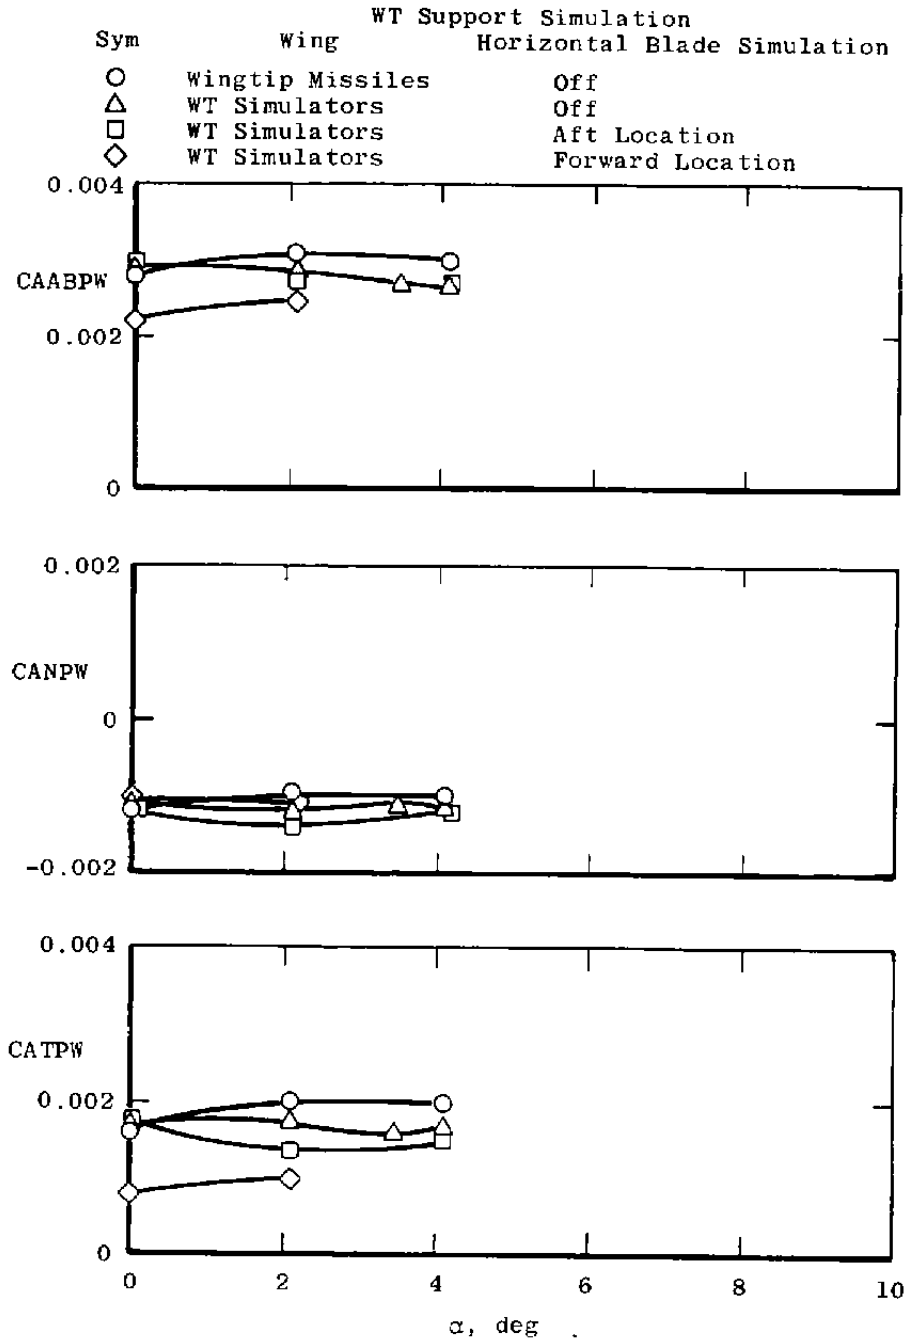 WT Support Simulation
Sym Wing Horizontal Blade Simulation
Wingtip Missiles Off
WT Simulators Off
WT Simulators Aft Location
WT Simulators Forward Location
0.004
CAABPW
0.002
0
0.002
CANPW
0
-0.002
0.004
CATPW
0.002
0
0 2 4 6 8 10
α, deg